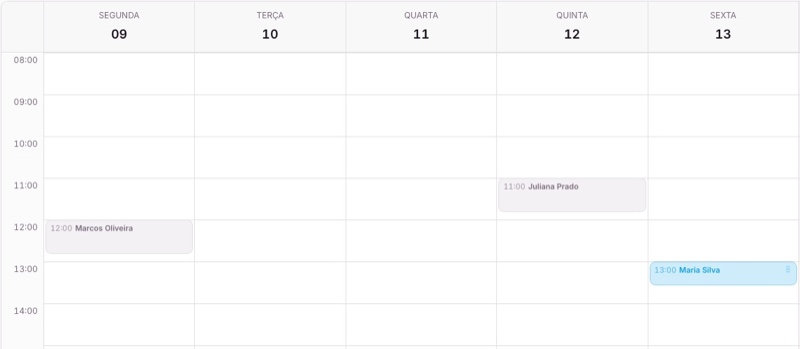 SEGUNDA
09
TERÇA
10
QUARTA
11
QUINTA
12
SEXTA
13
08:00
09:00
10:00
11:00
11:00 Juliana Prado
12:00
12:00 Marcos Oliveira
13:00
13:00 Maria Silva
14:00